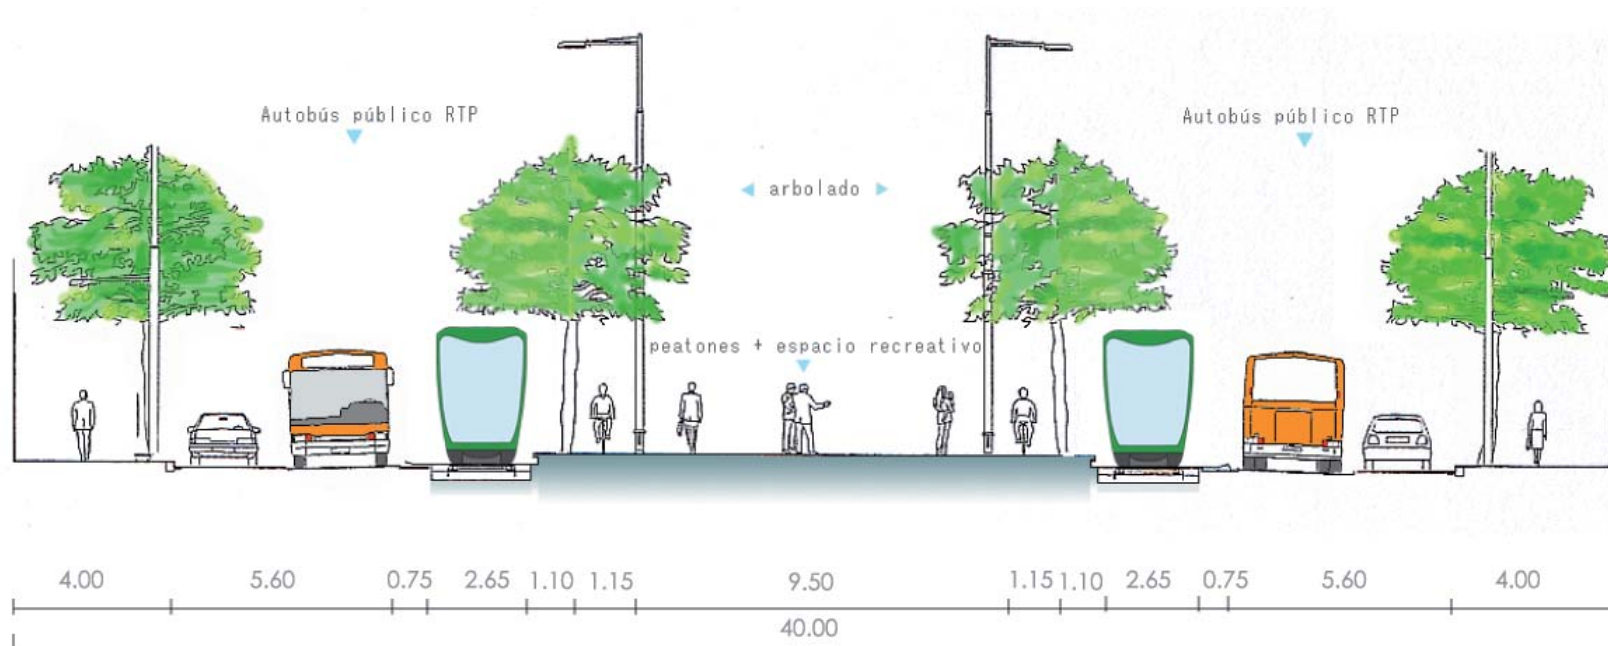 Autobús público RTP
Autobús público RTP
arbolado
peatones + espacio recreativo
4.00 5.60 0.75 2.65 1.10 1.15 9.50 1.15 1.10 2.65 0.75 5.60 4.00
40.00